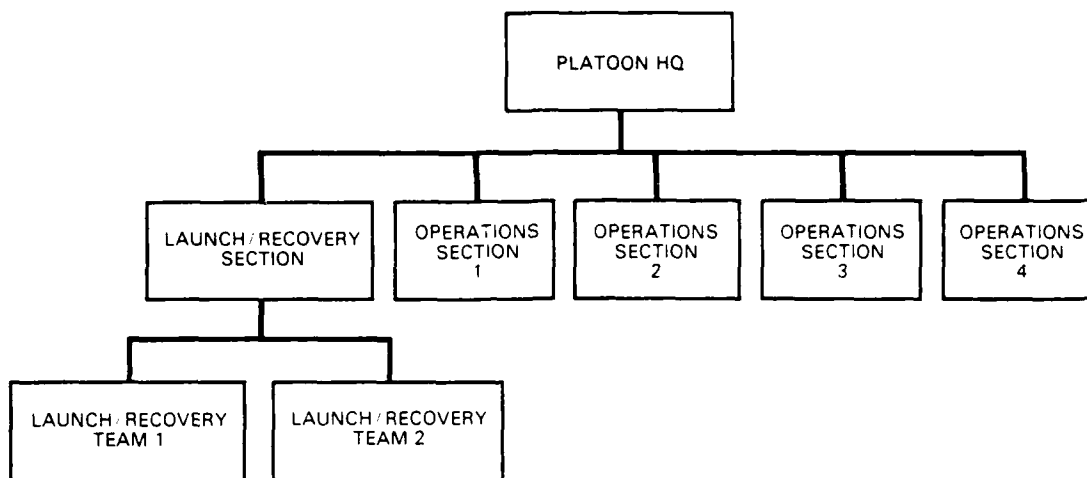 PLATOON HQ
LAUNCH/RECOVERY
SECTION
OPERATIONS
SECTION
1
OPERATIONS
SECTION
2
OPERATIONS
SECTION
3
OPERATIONS
SECTION
4
LAUNCH/RECOVERY
TEAM 1
LAUNCH/RECOVERY
TEAM 2